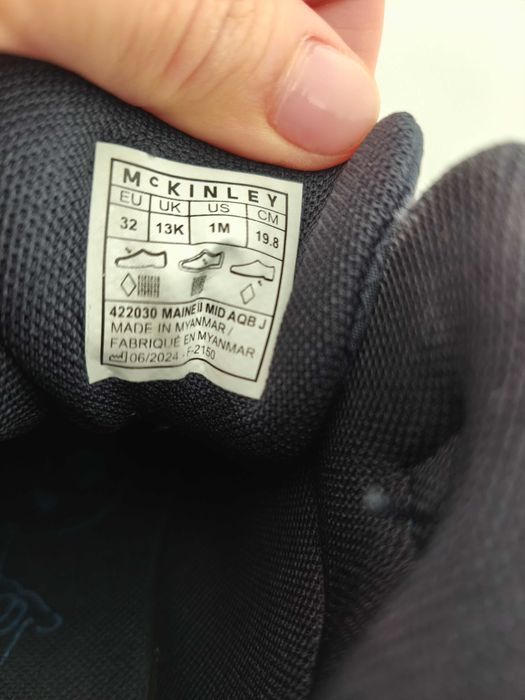 McKINLEY
EU UK US CM
32 13K 1M 19.8
422030 MAINE II MID AQB J
MADE IN MYANMAR /
FABRIQUÉ EN MYANMAR
06/2024 - F-2150